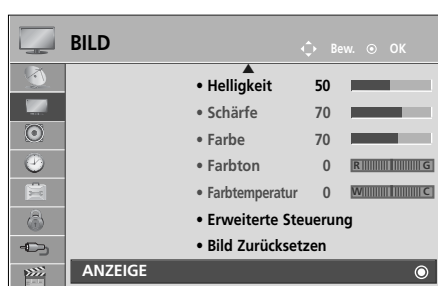 BILD Bew. OK
• Helligkeit 50
• Schärfe 70
• Farbe 70
• Farbton 0 R G
• Farbtemperatur 0 W C
• Erweiterte Steuerung
• Bild Zurücksetzen
ANZEIGE